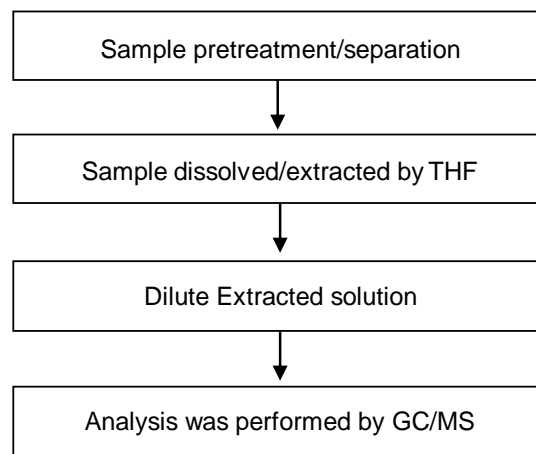 Sample pretreatment/separation
Sample dissolved/extracted by THF
Dilute Extracted solution
Analysis was performed by GC/MS